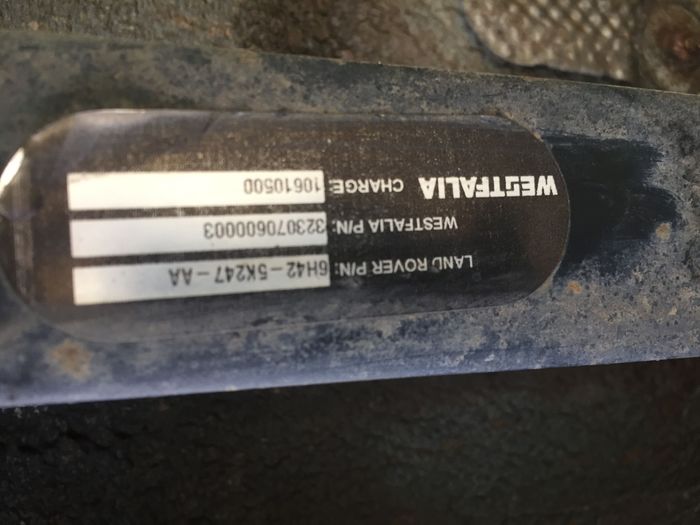 WESTFALIA CHARGE: 10610500
WESTFALIA P/N: 323070600003
LAND ROVER P/N: 6H42-5K247-AA